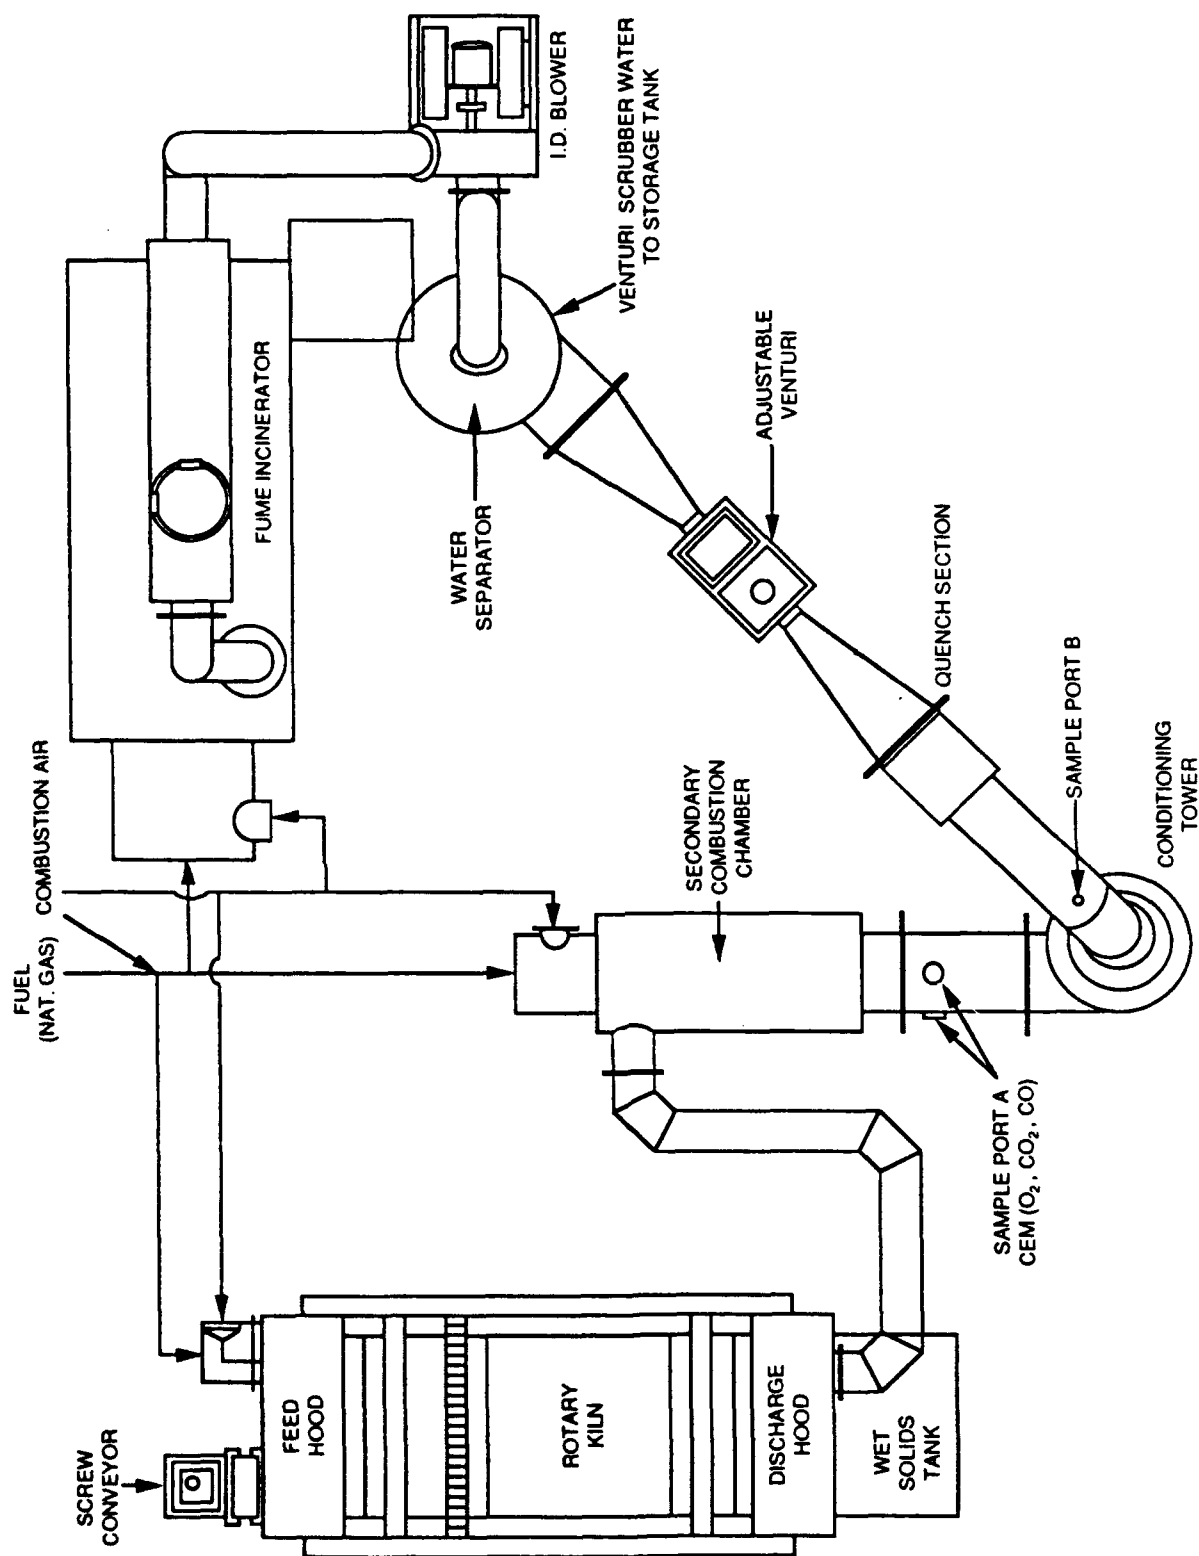 SCREW
CONVEYOR
FEED
HOOD
ROTARY
KILN
DISCHARGE
HOOD
WET
SOLIDS
TANK
FUEL
(NAT. GAS)
COMBUSTION AIR
SECONDARY
COMBUSTION
CHAMBER
SAMPLE PORT A
CEM (O₂, CO₂, CO)
CONDITIONING
TOWER
SAMPLE PORT B
QUENCH SECTION
ADJUSTABLE
VENTURI
WATER
SEPARATOR
VENTURI SCRUBBER WATER
TO STORAGE TANK
FUME INCINERATOR
I.D. BLOWER